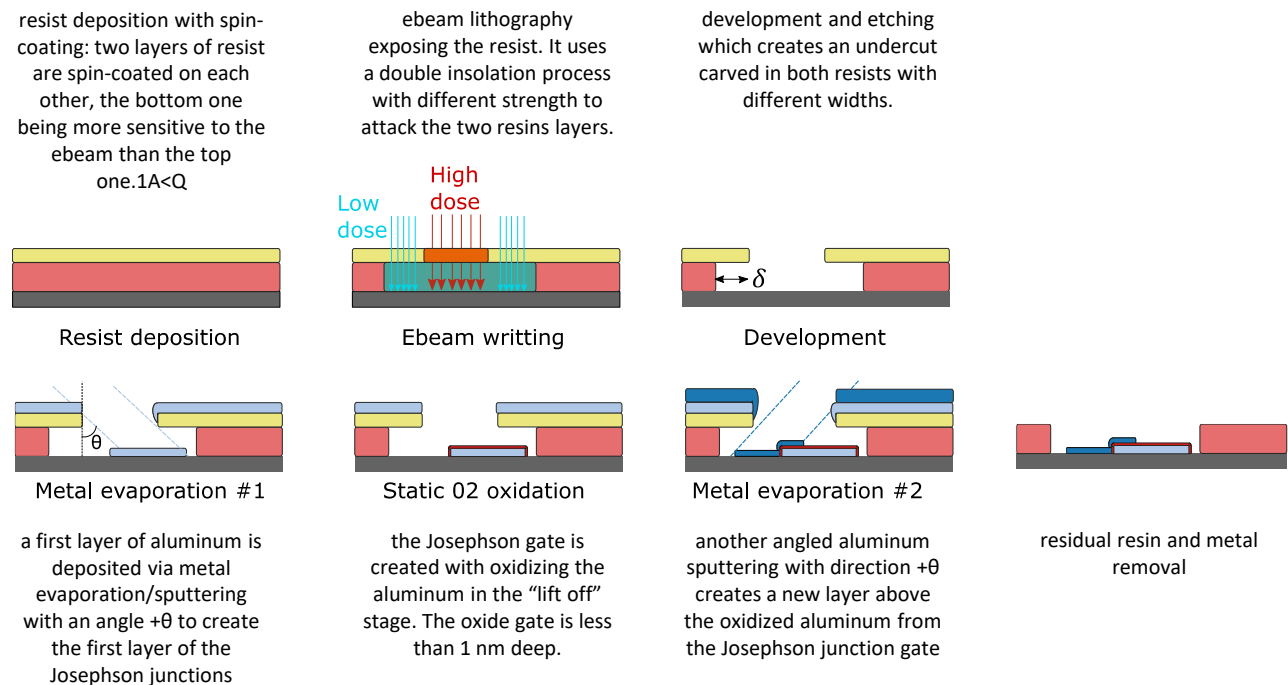 resist deposition with spin-
coating: two layers of resist
are spin-coated on each
other, the bottom one
being more sensitive to the
ebeam than the top
one.1A<Q
ebeam lithography
exposing the resist. It uses
a double insolation process
with different strength to
attack the two resins layers.
development and etching
which creates an undercut
carved in both resists with
different widths.
High
dose
Low
dose
δ
Resist deposition
Ebeam writting
Development
θ
Metal evaporation #1
Static 02 oxidation
Metal evaporation #2
a first layer of aluminum is
deposited via metal
evaporation/sputtering
with an angle +θ to create
the first layer of the
Josephson junctions
the Josephson gate is
created with oxidizing the
aluminum in the “lift off”
stage. The oxide gate is less
than 1 nm deep.
another angled aluminum
sputtering with direction +θ
creates a new layer above
the oxidized aluminum from
the Josephson junction gate
residual resin and metal
removal